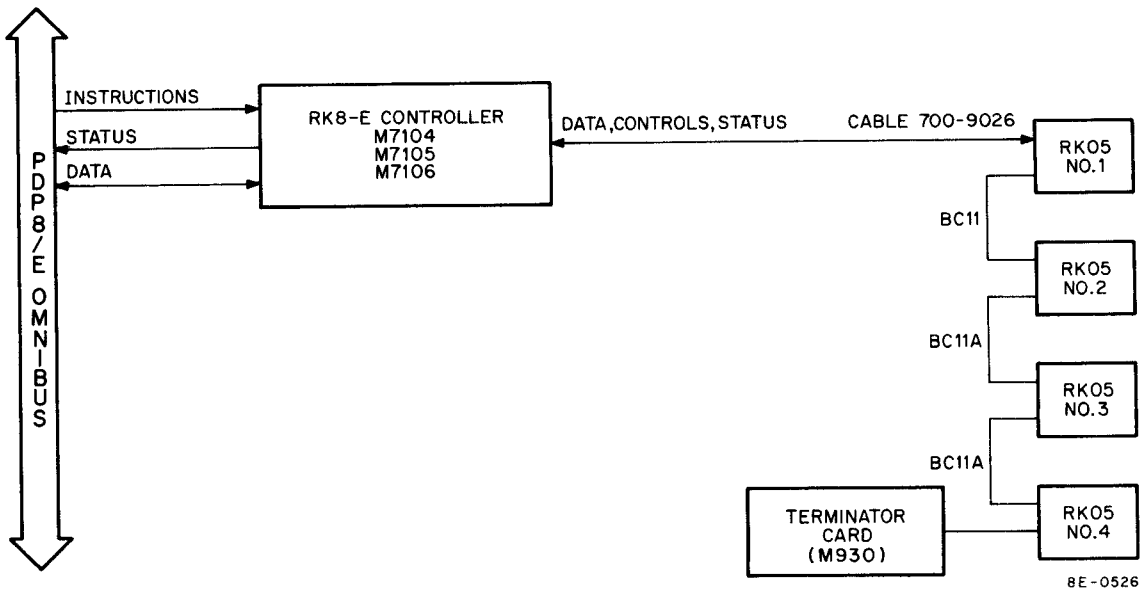 PDP8/E OMNIBUS
INSTRUCTIONS
STATUS
DATA
RK8-E CONTROLLER
M7104
M7105
M7106
DATA,CONTROLS,STATUS
CABLE 700-9026
RK05
NO.1
BC11
RK05
NO.2
BC11A
RK05
NO.3
BC11A
RK05
NO.4
TERMINATOR
CARD
(M930)
8E-0526